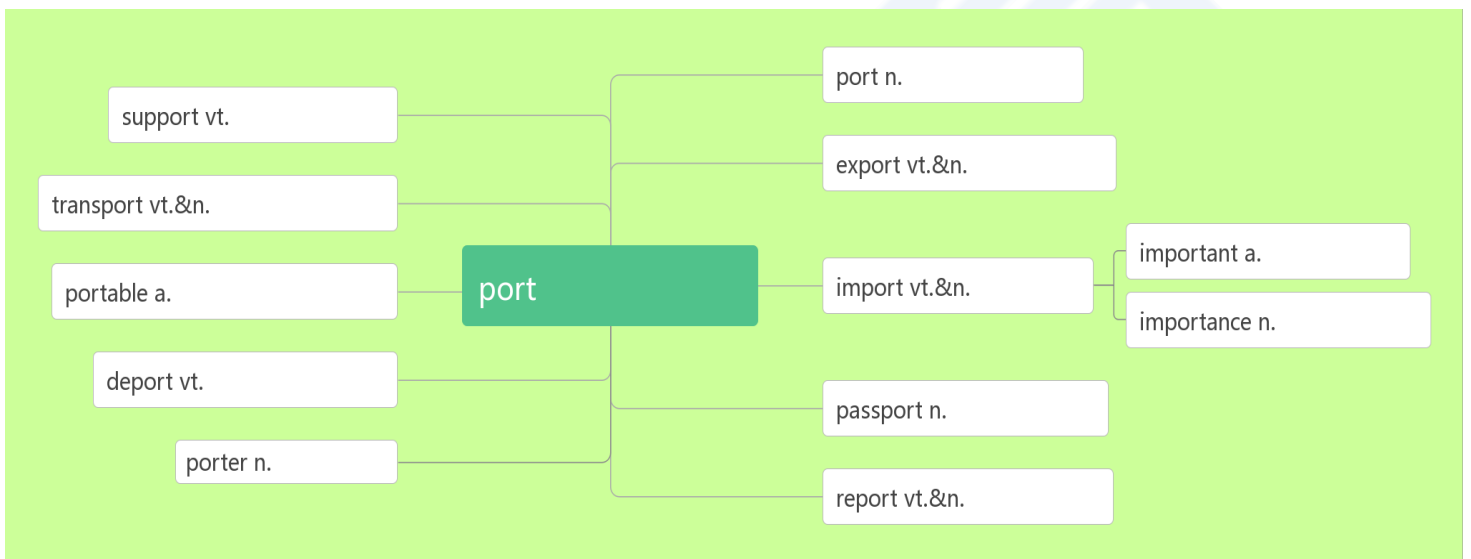 support vt.
transport vt.&n.
portable a.
deport vt.
porter n.
port
port n.
export vt.&n.
import vt.&n.
important a.
importance n.
passport n.
report vt.&n.